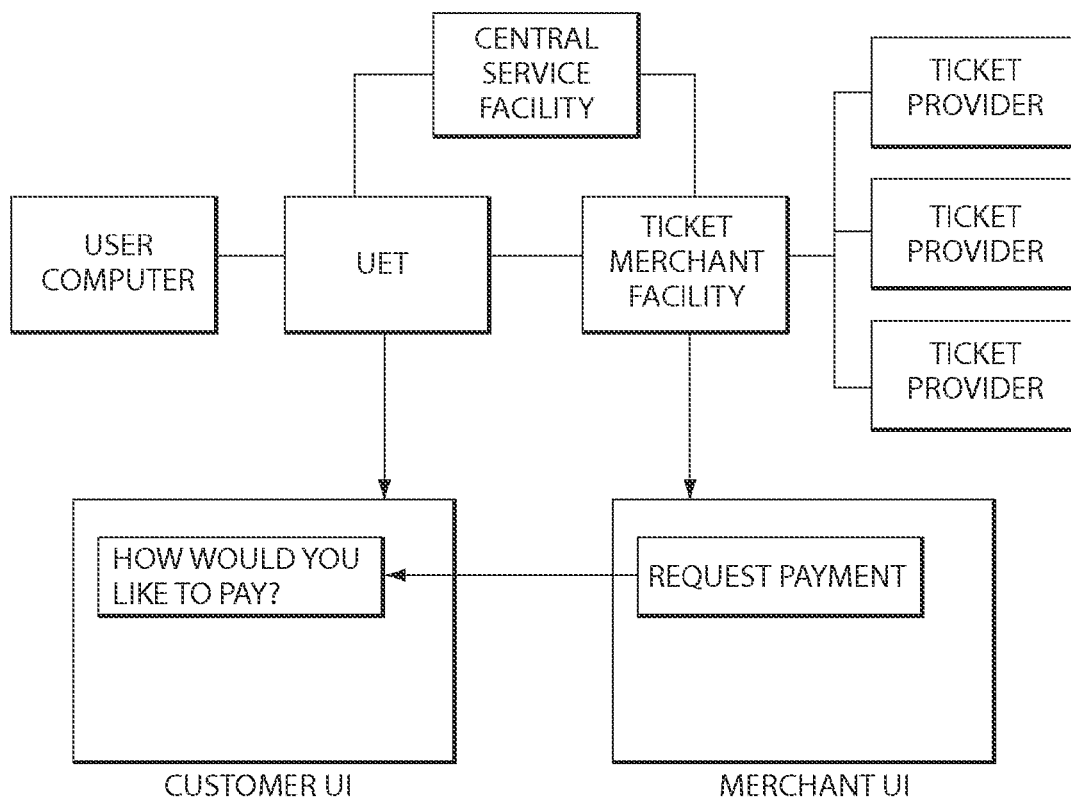 CENTRAL
SERVICE
FACILITY
TICKET
PROVIDER
USER
COMPUTER
UET
TICKET
MERCHANT
FACILITY
TICKET
PROVIDER
TICKET
PROVIDER
HOW WOULD YOU
LIKE TO PAY?
REQUEST PAYMENT
CUSTOMER UI
MERCHANT UI